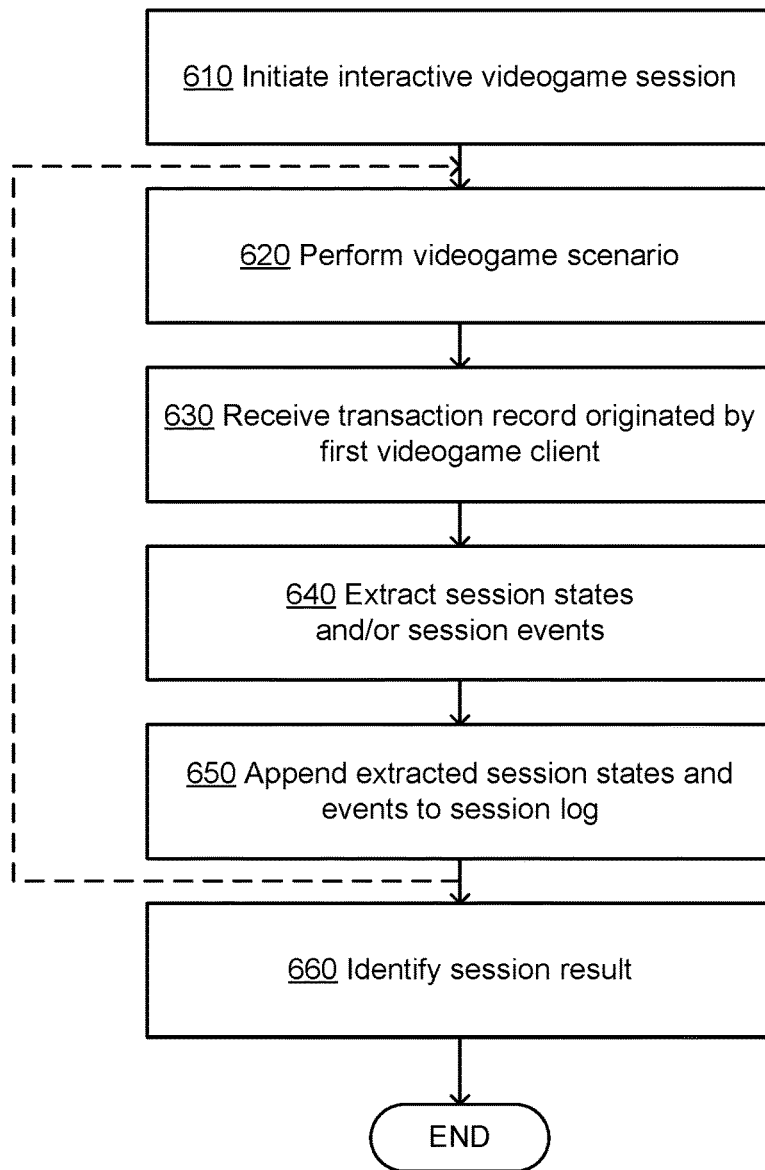 610 Initiate interactive videogame session
620 Perform videogame scenario
630 Receive transaction record originated by
first videogame client
640 Extract session states
and/or session events
650 Append extracted session states and
events to session log
660 Identify session result
END